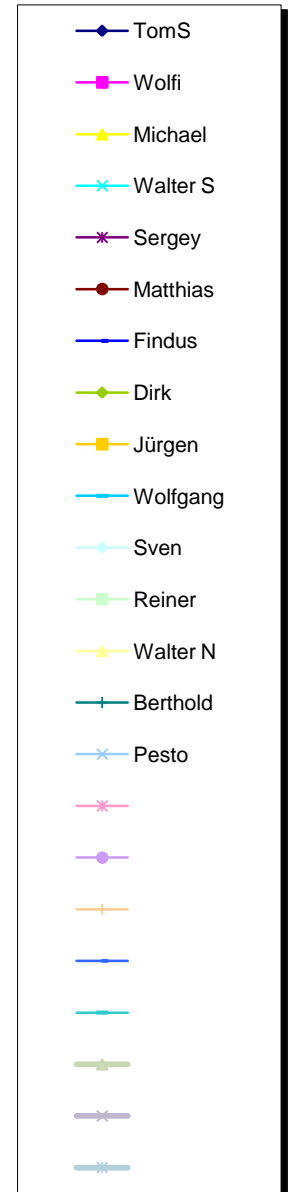 TomS
Wolfi
Michael
Walter S
Sergey
Matthias
Findus
Dirk
Jürgen
Wolfgang
Sven
Reiner
Walter N
Berthold
Pesto